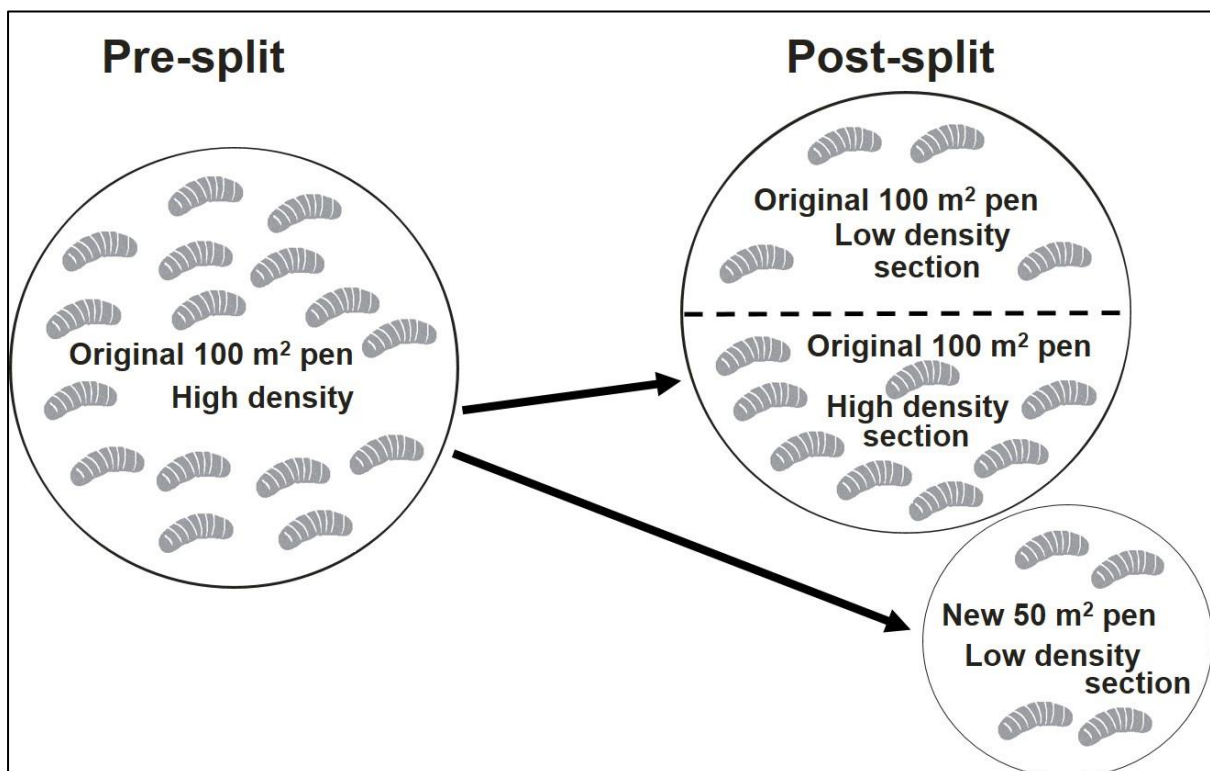 Pre-split
Original 100 m² pen
High density
Post-split
Original 100 m² pen
Low density
section
Original 100 m² pen
High density
section
New 50 m² pen
Low density
section